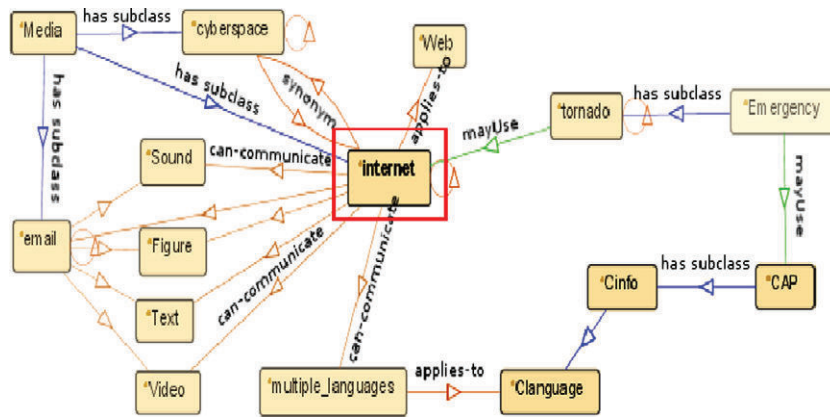 Media
has subclass
cyberspace
Web
has subclass
has subclass
synonym
applies-to
tornado
has subclass
Emergency
mayUse
Sound
can-communicate
internet
mayUse
email
Figure
can-communicate
can-communicate
Text
Video
multiple_languages
applies-to
Clanguage
Cinfo
has subclass
CAP